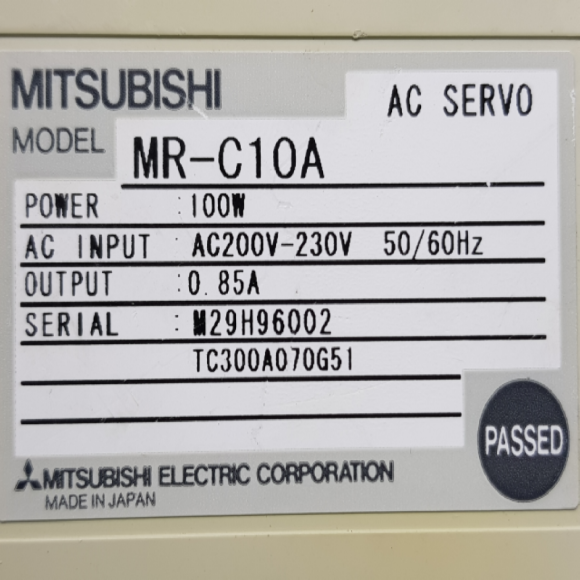 MITSUBISHI
AC SERVO
MODEL MR-C10A
POWER : 100W
AC INPUT : AC200V-230V 50/60Hz
OUTPUT : 0.85A
SERIAL : M29H96002
TC300A070G51
PASSED
MITSUBISHI ELECTRIC CORPORATION
MADE IN JAPAN